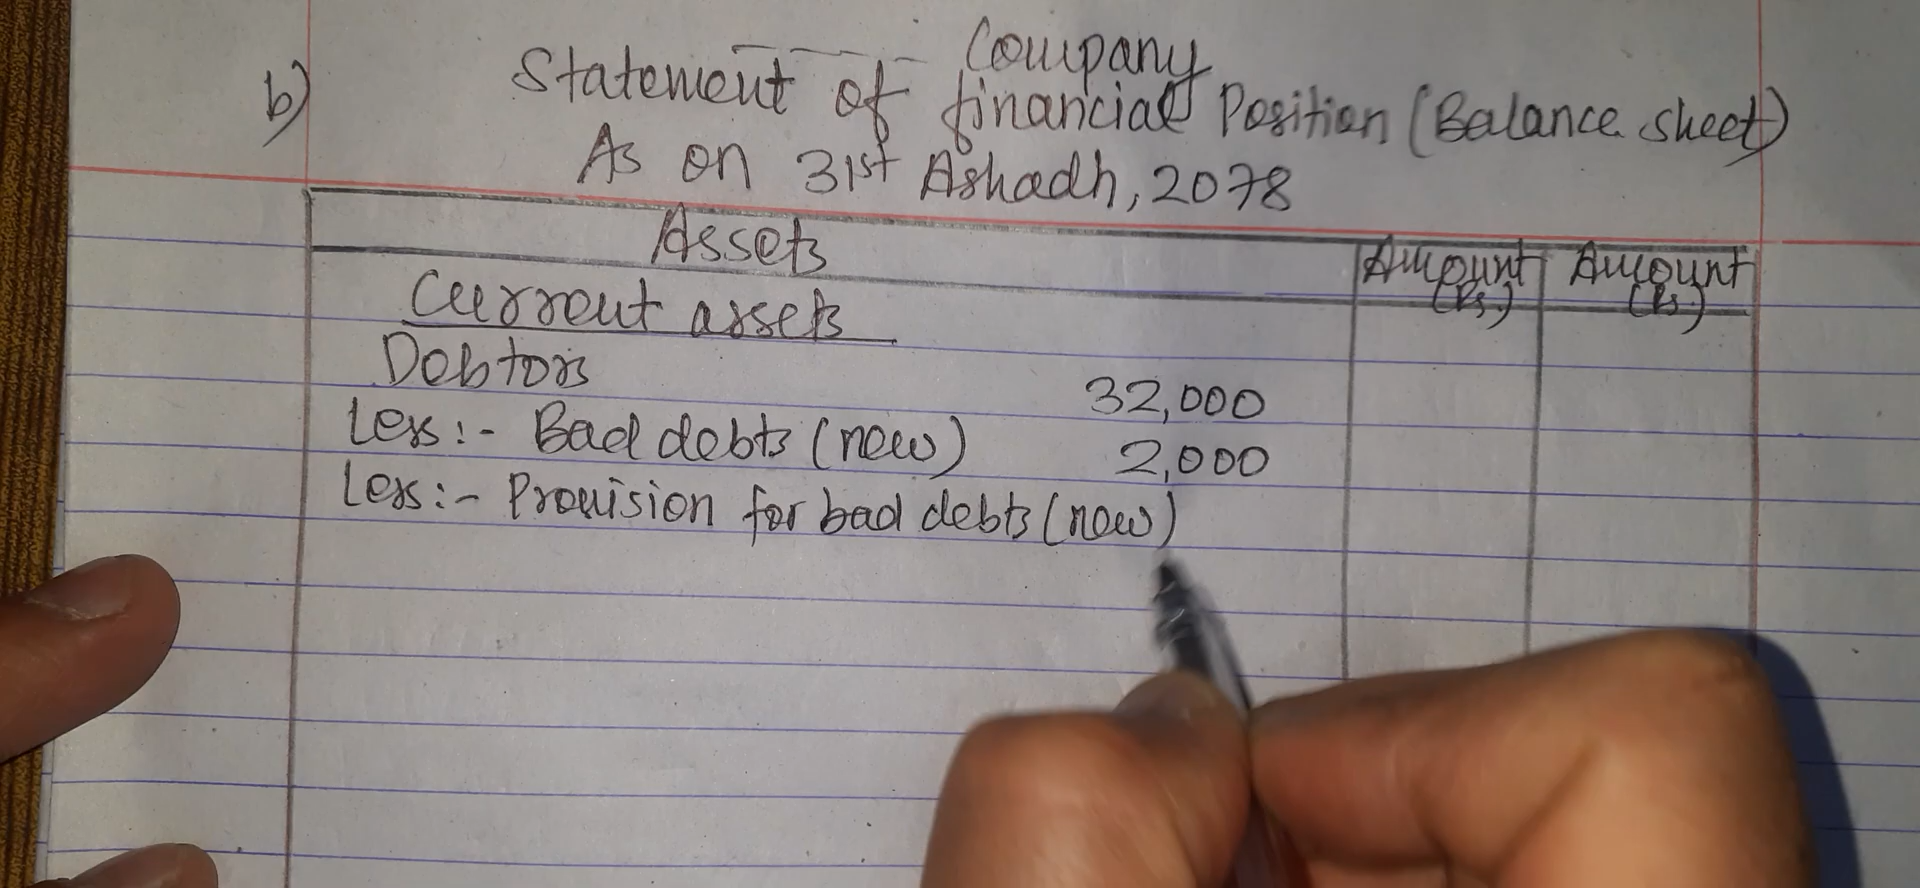 Company
b) Statement of financial Position (Balance sheet)
As on 31st Ashadh, 2078
Assets Amount (Rs.) Amount (Rs.)
Current assets
Debtors 32,000
Less:- Bad debts (new) 2,000
Less:- Provision for bad debts (new)